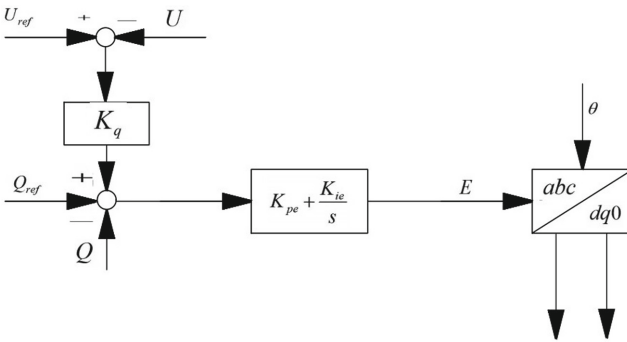 U_ref + − U
K_q
Q_ref + + −
Q
K_pe + K_ie/s
E
θ
abc
dq0